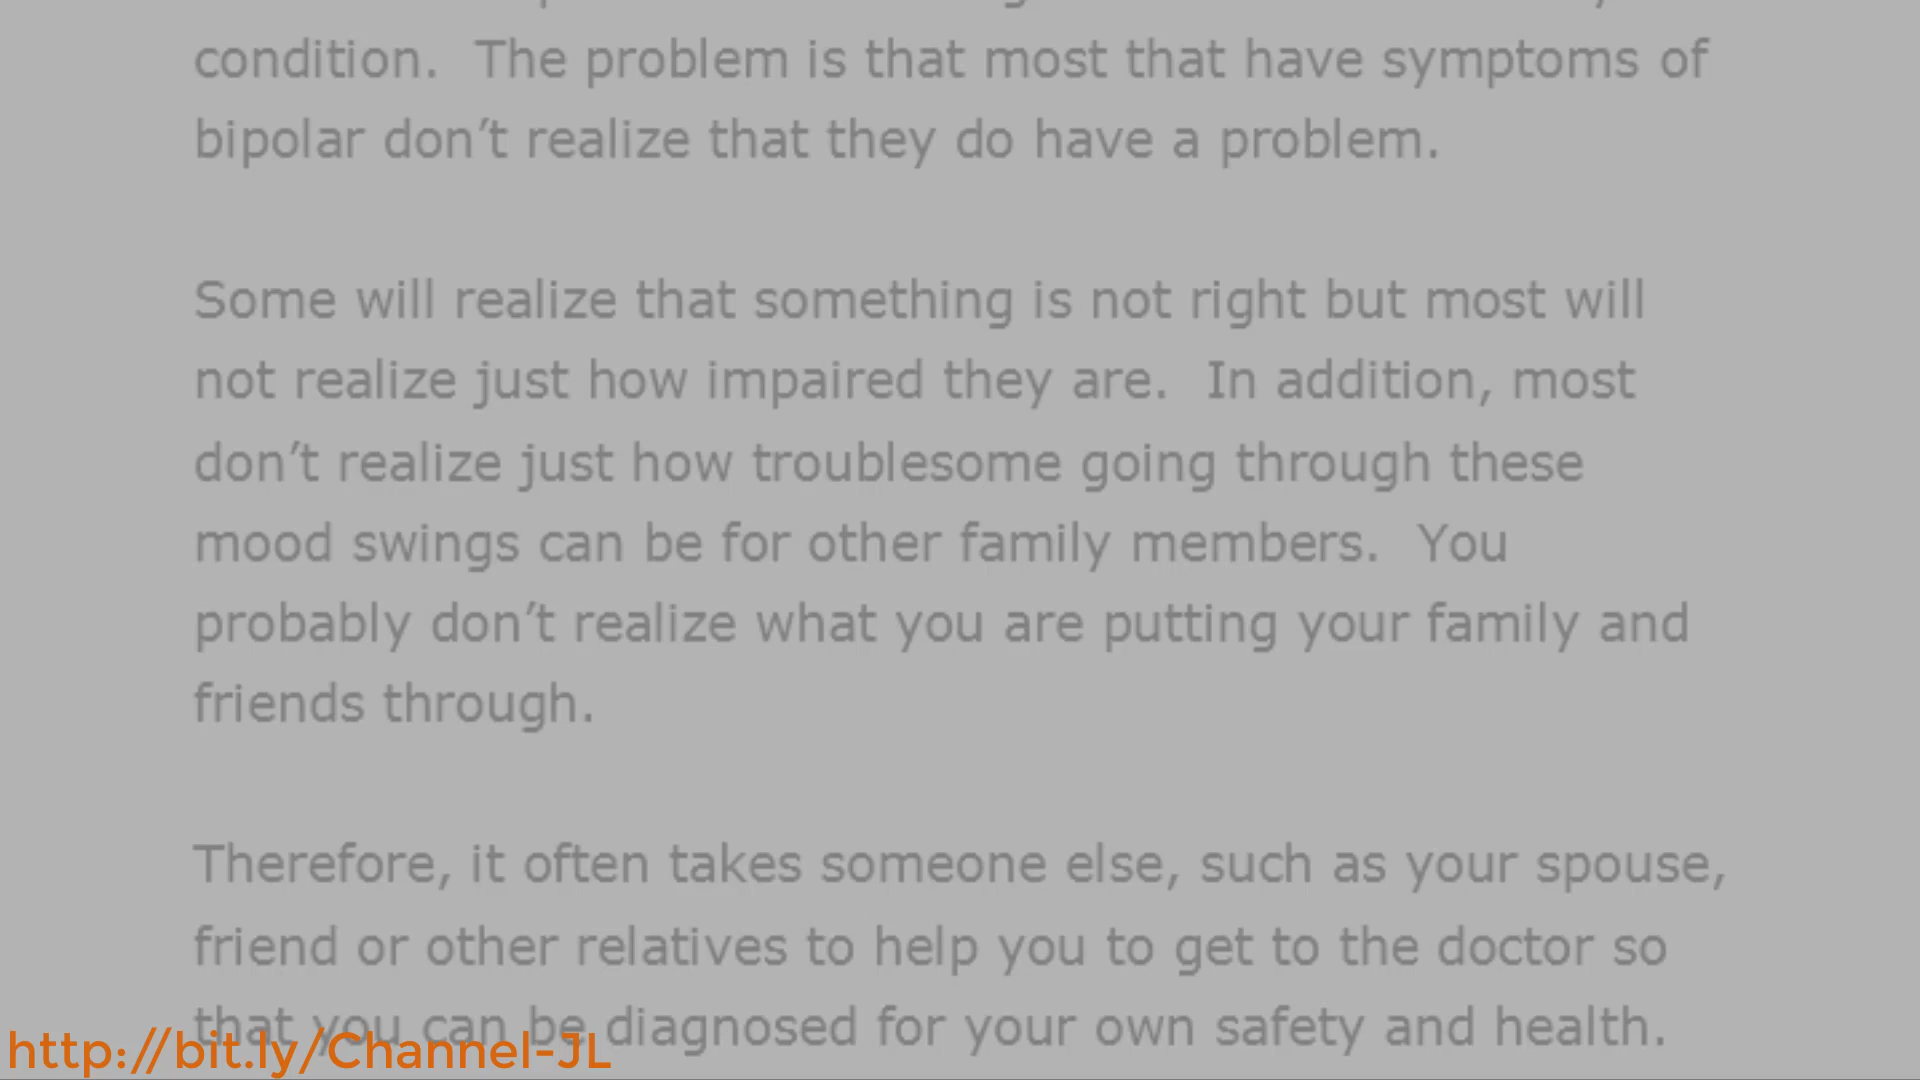 condition.  The problem is that most that have symptoms of
bipolar don’t realize that they do have a problem.
Some will realize that something is not right but most will
not realize just how impaired they are.  In addition, most
don’t realize just how troublesome going through these
mood swings can be for other family members.  You
probably don’t realize what you are putting your family and
friends through.
Therefore, it often takes someone else, such as your spouse,
friend or other relatives to help you to get to the doctor so
that you can be diagnosed for your own safety and health.
http://bit.ly/Channel-JL